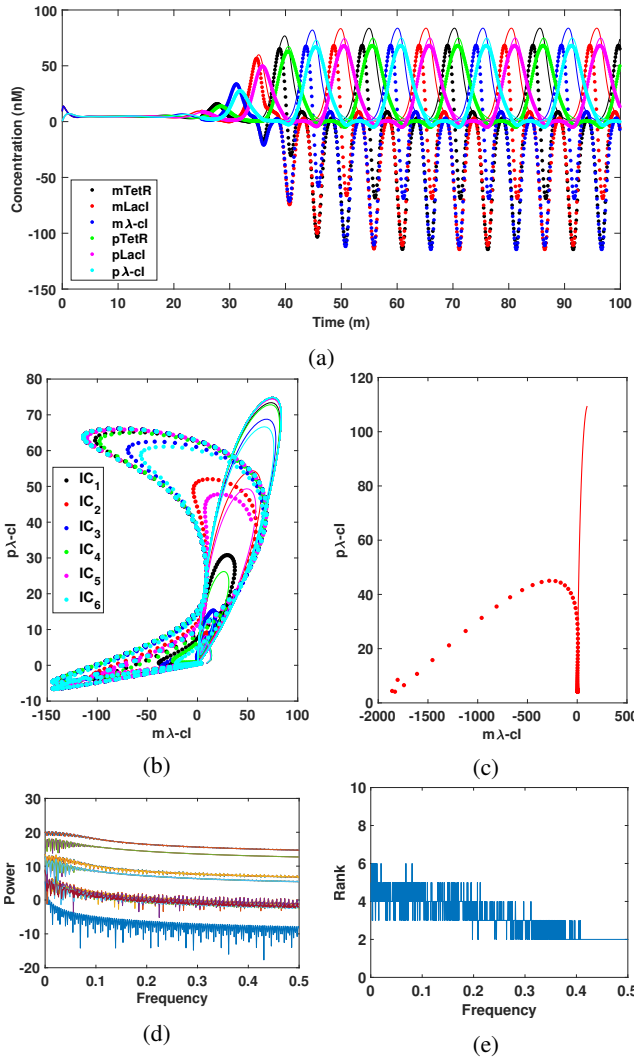 100
50
0
-50
-100
-150
Concentration (nM)
mTetR
mLacI
mλ-cI
pTetR
pLacI
pλ-cI
0 10 20 30 40 50 60 70 80 90 100
Time (m)
(a)
80
70
60
50
40
30
20
10
0
-10
pλ-cI
IC1
IC2
IC3
IC4
IC5
IC6
-150 -100 -50 0 50 100
mλ-cI
(b)
120
100
80
60
40
20
0
pλ-cI
-2000 -1500 -1000 -500 0 500
mλ-cI
(c)
30
20
10
0
-10
-20
Power
0 0.1 0.2 0.3 0.4 0.5
Frequency
(d)
10
8
6
4
2
0
Rank
0 0.1 0.2 0.3 0.4 0.5
Frequency
(e)